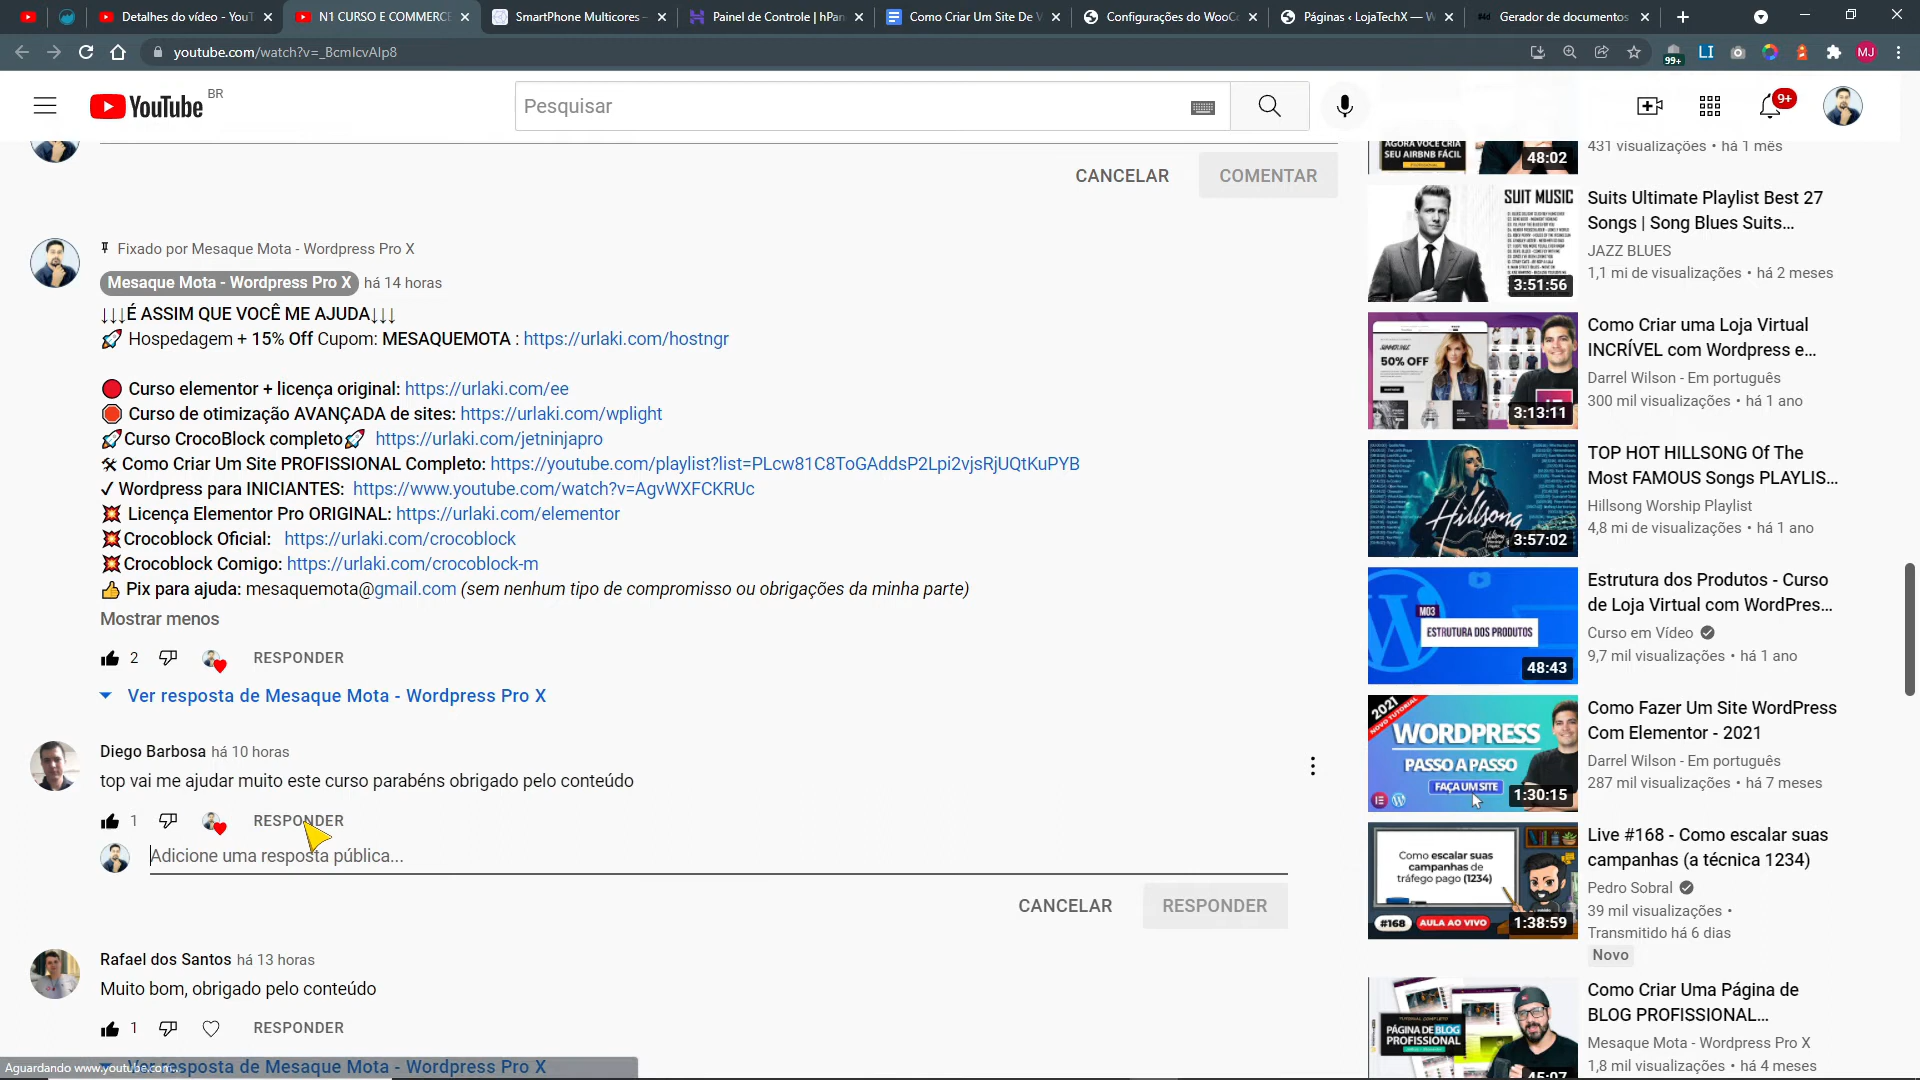 Detalhes do vídeo - YouT
N1 CURSO E COMMERCE
SmartPhone Multicores -
Painel de Controle | hPan
Como Criar Um Site De V
Configurações do WooC
Páginas ‹ LojaTechX — W
Gerador de documentos
youtube.com/watch?v=_BcmIcvAlp8
99+
LI
MJ
YouTube BR
Pesquisar
9+
CANCELAR
COMENTAR
Fixado por Mesaque Mota - Wordpress Pro X
Mesaque Mota - Wordpress Pro X há 14 horas
↓↓↓É ASSIM QUE VOCÊ ME AJUDA↓↓↓
🚀 Hospedagem + 15% Off Cupom: MESAQUEMOTA : https://urlaki.com/hostngr
🔴 Curso elementor + licença original: https://urlaki.com/ee
🛑 Curso de otimização AVANÇADA de sites: https://urlaki.com/wplight
🚀Curso CrocoBlock completo🚀 https://urlaki.com/jetninjapro
🛠 Como Criar Um Site PROFISSIONAL Completo: https://youtube.com/playlist?list=PLcw81C8ToGAddsP2Lpi2vjsRjUQtKuPYB
✓ Wordpress para INICIANTES: https://www.youtube.com/watch?v=AgvWXFCKRUc
💥 Licença Elementor Pro ORIGINAL: https://urlaki.com/elementor
💥Crocoblock Oficial: https://urlaki.com/crocoblock
💥Crocoblock Comigo: https://urlaki.com/crocoblock-m
👍 Pix para ajuda: mesaquemota@gmail.com (sem nenhum tipo de compromisso ou obrigações da minha parte)
Mostrar menos
2 RESPONDER
Ver resposta de Mesaque Mota - Wordpress Pro X
Diego Barbosa há 10 horas
top vai me ajudar muito este curso parabéns obrigado pelo conteúdo
1 RESPONDER
Adicione uma resposta pública...
CANCELAR
RESPONDER
Rafael dos Santos há 13 horas
Muito bom, obrigado pelo conteúdo
1 RESPONDER
Ver resposta de Mesaque Mota - Wordpress Pro X
Aguardando www.youtube.com...
AGORA VOCÊ CRIA
SEU AIRBNB FÁCIL
48:02
431 visualizações • há 1 mês
SUIT MUSIC
3:51:56
Suits Ultimate Playlist Best 27
Songs | Song Blues Suits...
JAZZ BLUES
1,1 mi de visualizações • há 2 meses
50% OFF
3:13:11
Como Criar uma Loja Virtual
INCRÍVEL com Wordpress e...
Darrel Wilson - Em português
300 mil visualizações • há 1 ano
Hillsong
3:57:02
TOP HOT HILLSONG Of The
Most FAMOUS Songs PLAYLIS...
Hillsong Worship Playlist
4,8 mi de visualizações • há 1 ano
M03
ESTRUTURA DOS PRODUTOS
48:43
Estrutura dos Produtos - Curso
de Loja Virtual com WordPres...
Curso em Vídeo
9,7 mil visualizações • há 1 ano
2021
NOVO TUTORIAL
WORDPRESS
PASSO A PASSO
FAÇA UM SITE
1:30:15
Como Fazer Um Site WordPress
Com Elementor - 2021
Darrel Wilson - Em português
287 mil visualizações • há 7 meses
Como escalar suas
campanhas de
tráfego pago (1234)
#168 AULA AO VIVO
1:38:59
Live #168 - Como escalar suas
campanhas (a técnica 1234)
Pedro Sobral
39 mil visualizações •
Transmitido há 6 dias
Novo
PÁGINA DE BLOG
PROFISSIONAL
45:07
Como Criar Uma Página de
BLOG PROFISSIONAL...
Mesaque Mota - Wordpress Pro X
1,8 mil visualizações • há 4 meses